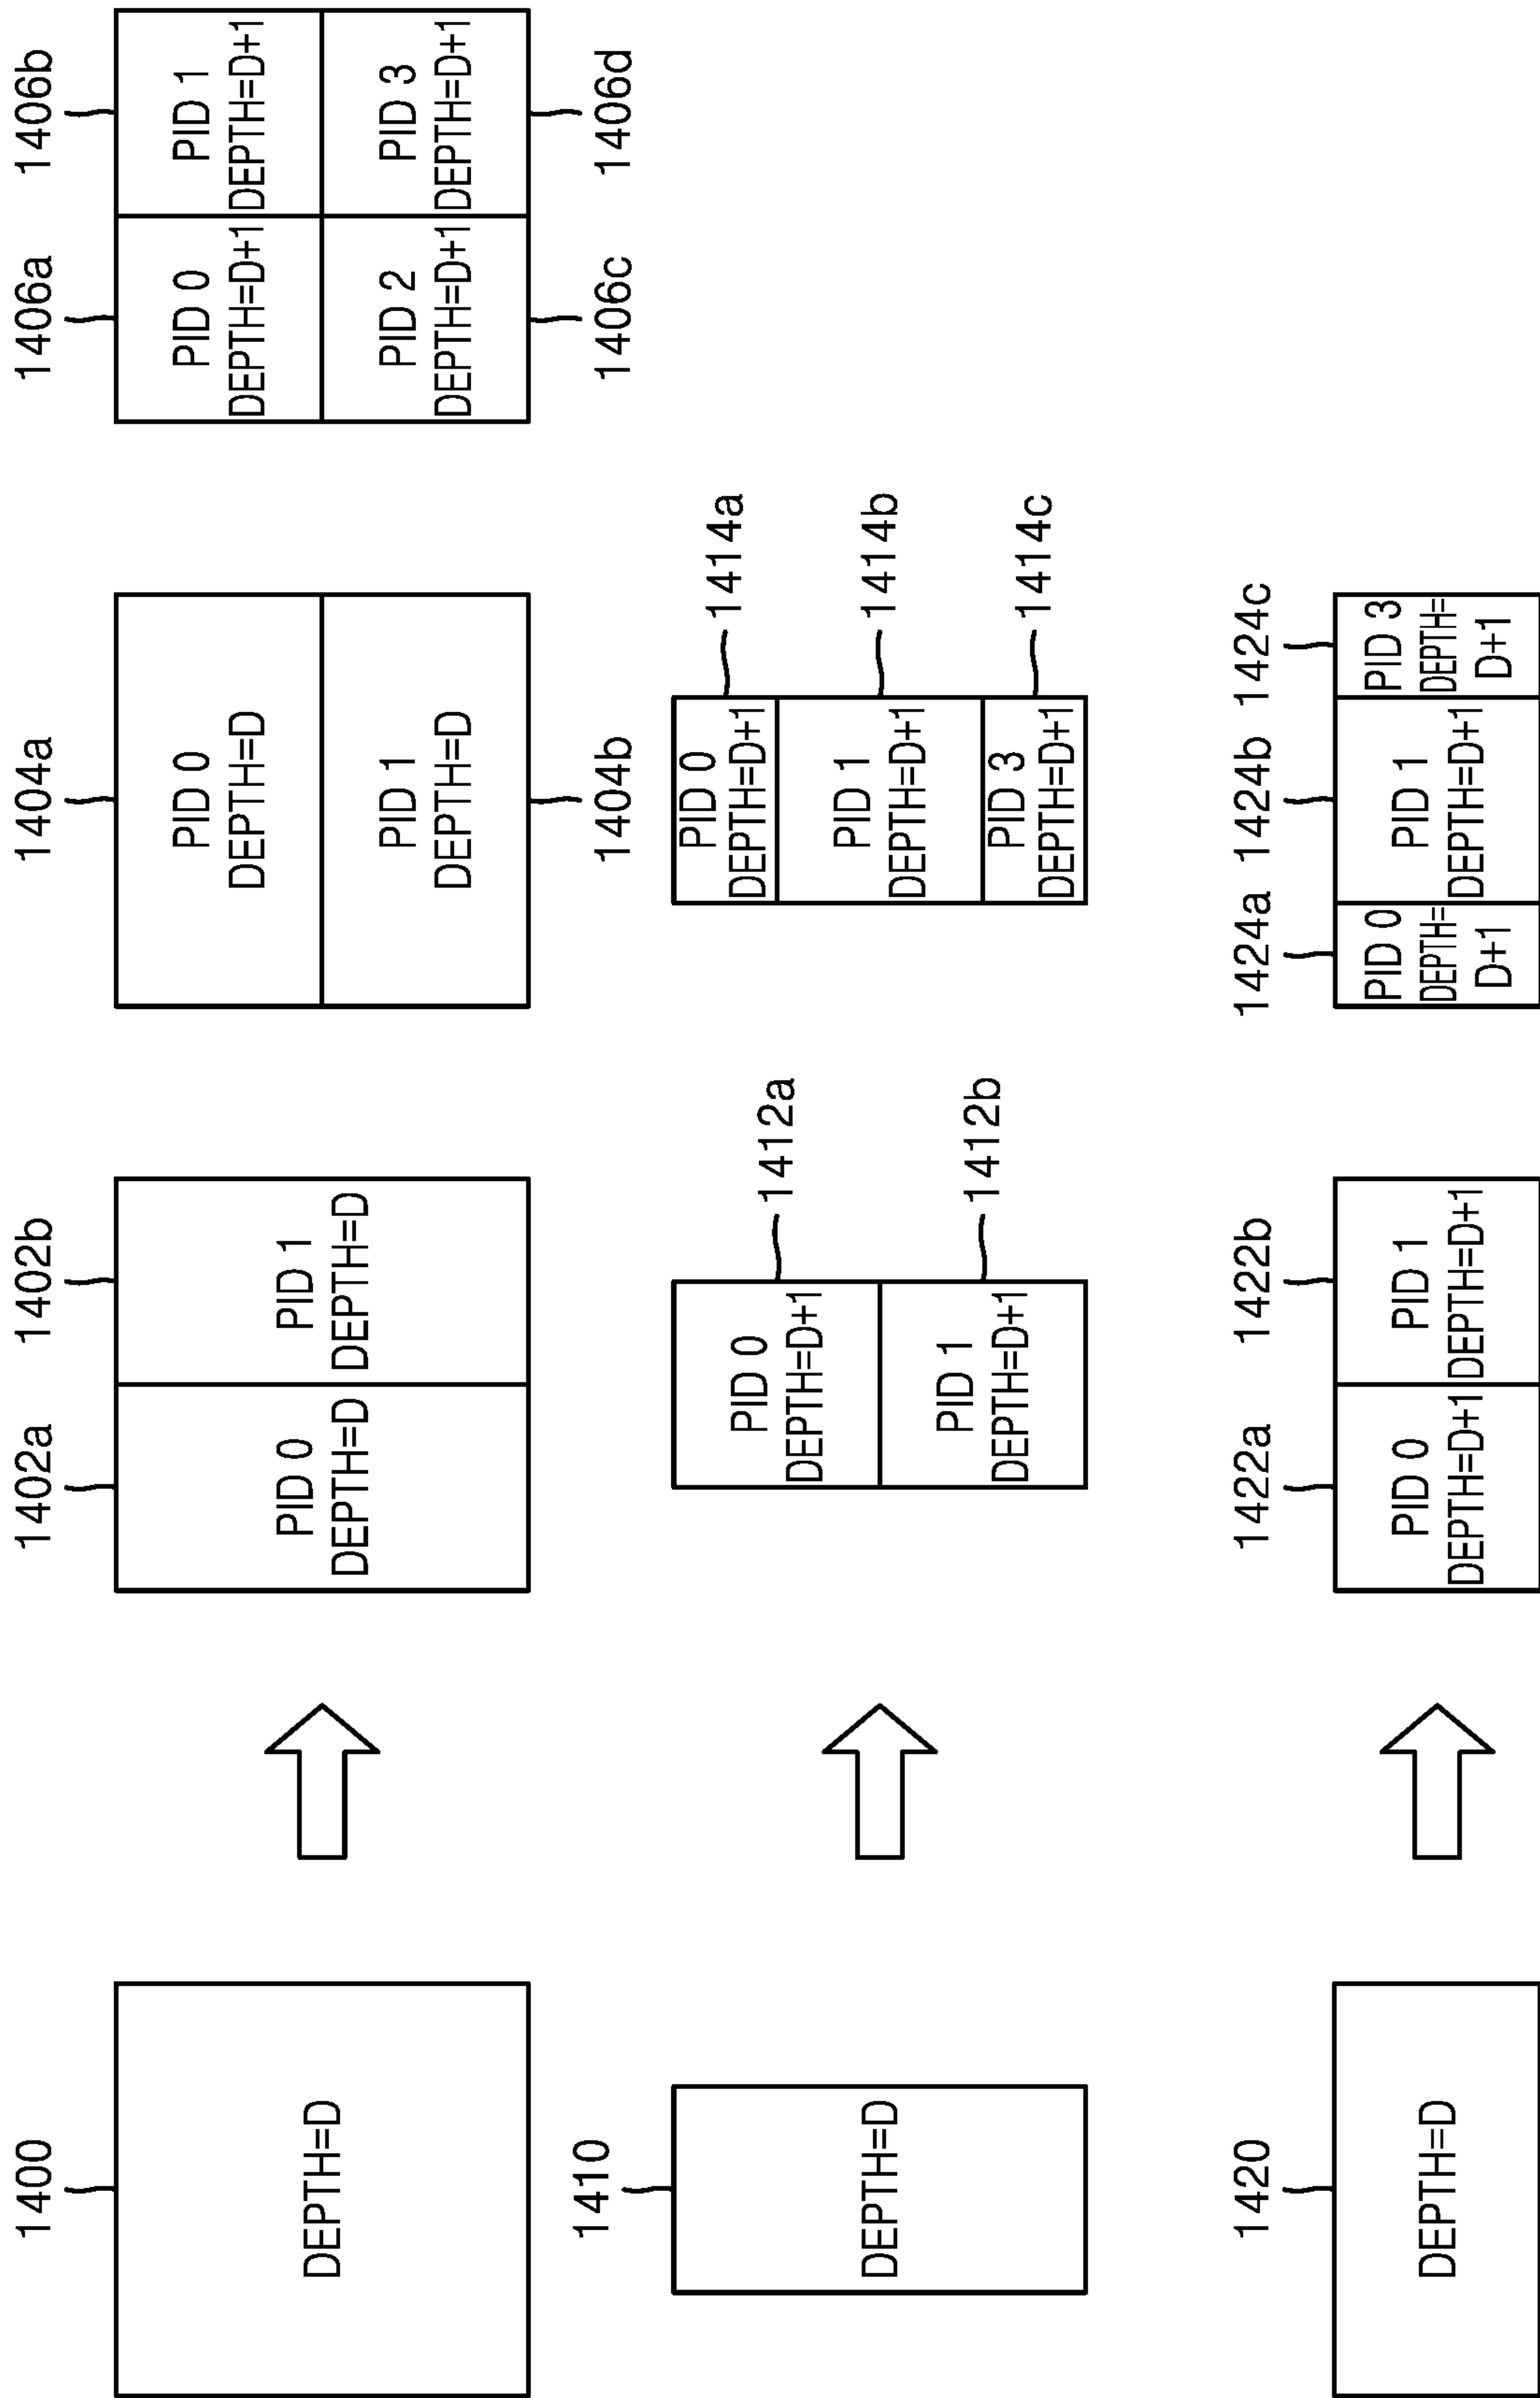 1400
DEPTH=D
1402a
1402b
PID 0
DEPTH=D
PID 1
DEPTH=D
1404a
PID 0
DEPTH=D
PID 1
DEPTH=D
1404b
1406a
1406b
PID 0
DEPTH=D+1
PID 1
DEPTH=D+1
PID 2
DEPTH=D+1
PID 3
DEPTH=D+1
1406c
1406d
1410
DEPTH=D
PID 0
DEPTH=D+1
1412a
PID 1
DEPTH=D+1
1412b
PID 0
DEPTH=D+1
1414a
PID 1
DEPTH=D+1
1414b
PID 3
DEPTH=D+1
1414c
1420
DEPTH=D
1422a
1422b
PID 0
DEPTH=D+1
PID 1
DEPTH=D+1
1424a
1424b
1424c
PID 0
DEPTH=
D+1
PID 1
DEPTH=D+1
PID 3
DEPTH=
D+1